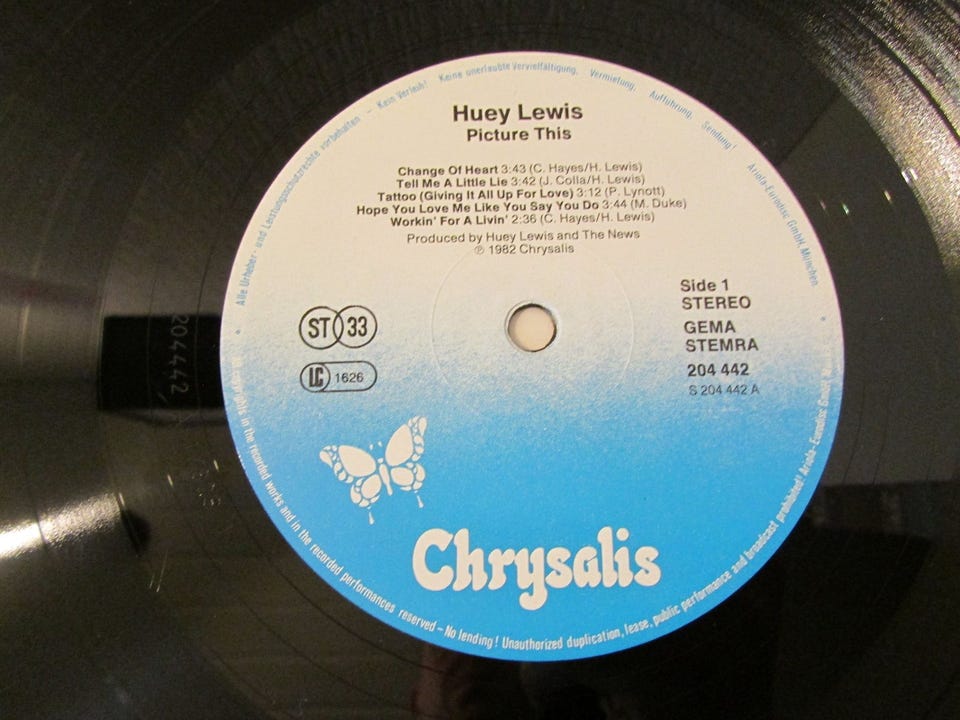 Alle Urheber- und Leistungsschutzrechte vorbehalten – Kein Verleih! Keine unerlaubte Vervielfältigung, Vermietung, Aufführung, Sendung!
Ariola-Eurodisc GmbH, München.
Huey Lewis
Picture This
Change Of Heart 3:43 (C. Hayes/H. Lewis)
Tell Me A Little Lie 3:42 (J. Colla/H. Lewis)
Tattoo (Giving It All Up For Love) 3:12 (P. Lynott)
Hope You Love Me Like You Say You Do 3:44 (M. Duke)
Workin' For A Livin' 2:36 (C. Hayes/H. Lewis)
Produced by Huey Lewis and The News
℗ 1982 Chrysalis
ST 33
LC 1626
Side 1
STEREO
GEMA
STEMRA
204 442
S 204 442 A
204442
Chrysalis
in the recorded works and in the recorded performances reserved – No lending! Unauthorized duplication, lease, public performance and broadcast prohibited! Ariola-Eurodisc GmbH